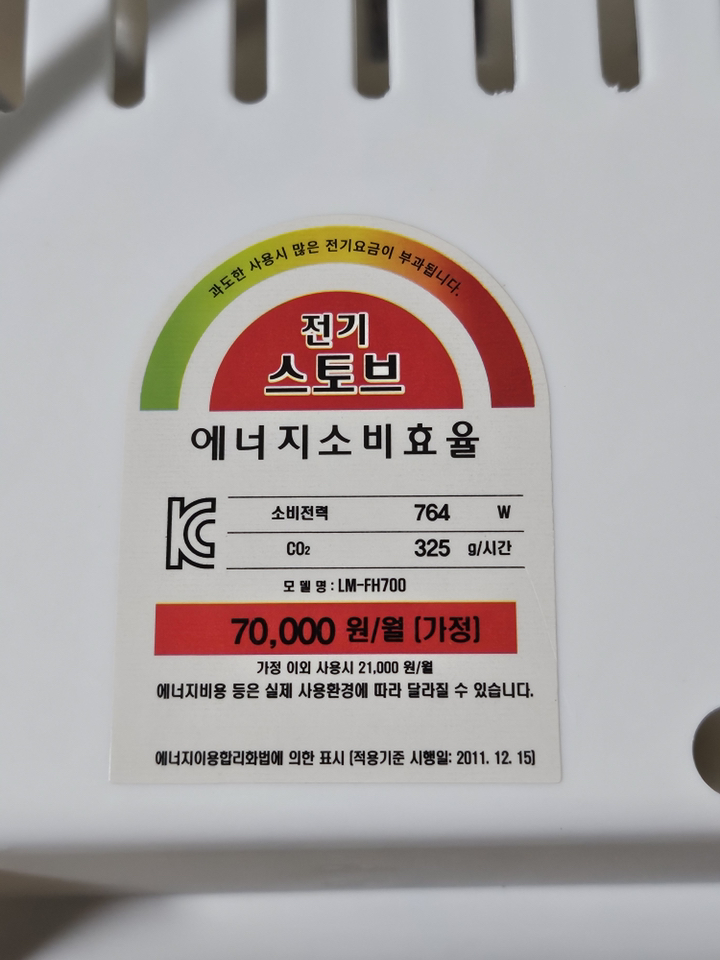 과도한 사용시 많은 전기요금이 부과됩니다.
전기
스토브
에너지소비효율
KC
소비전력 764 W
CO₂ 325 g/시간
모델명 : LM-FH700
70,000 원/월 (가정)
가정 이외 사용시 21,000 원/월
에너지비용 등은 실제 사용환경에 따라 달라질 수 있습니다.
에너지이용합리화법에 의한 표시 (적용기준 시행일: 2011. 12. 15)